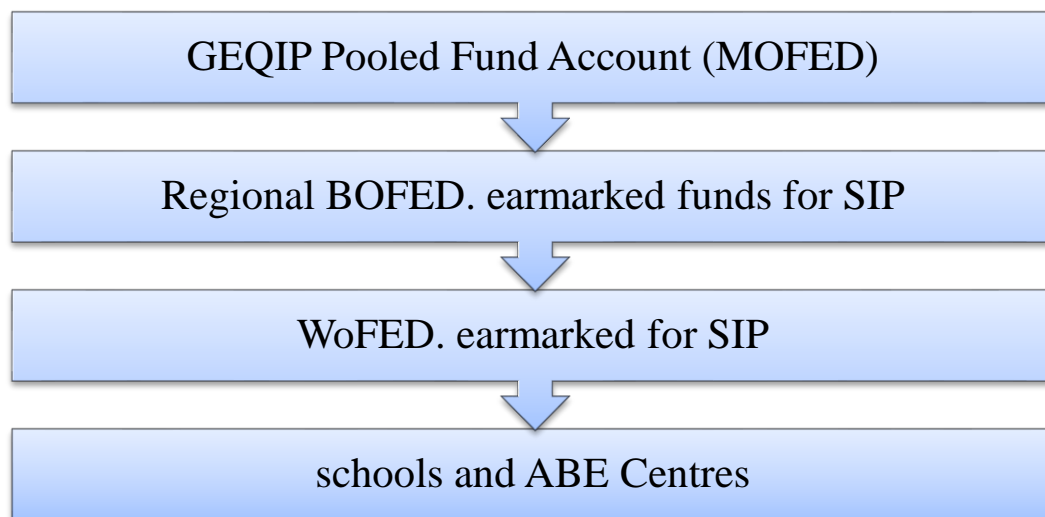 GEQIP Pooled Fund Account (MOFED)
Regional BOFED. earmarked funds for SIP
WoFED. earmarked for SIP
schools and ABE Centres